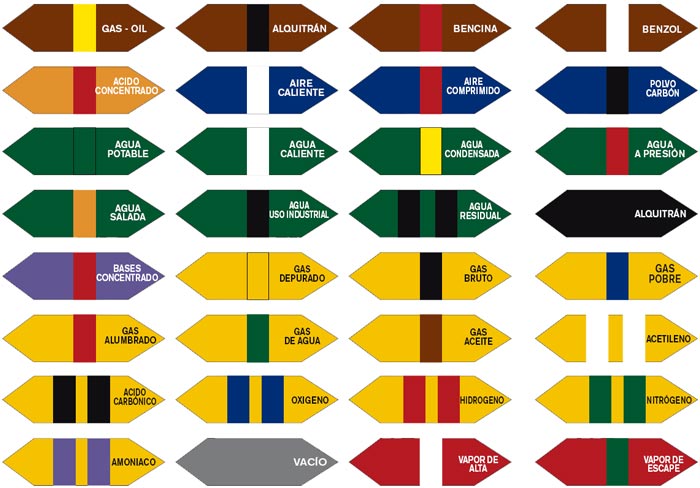 GAS - OIL
ALQUITRÁN
BENCINA
BENZOL
ACIDO
CONCENTRADO
AIRE
CALIENTE
AIRE
COMPRIMIDO
POLVO
CARBÓN
AGUA
POTABLE
AGUA
CALIENTE
AGUA
CONDENSADA
AGUA
A PRESIÓN
AGUA
SALADA
AGUA
USO INDUSTRIAL
AGUA
RESIDUAL
ALQUITRÁN
BASES
CONCENTRADO
GAS
DEPURADO
GAS
BRUTO
GAS
POBRE
GAS
ALUMBRADO
GAS
DE AGUA
GAS
ACEITE
ACETILENO
ACIDO
CARBÓNICO
OXIGENO
HIDROGENO
NITRÓGENO
AMONIACO
VACÍO
VAPOR DE
ALTA
VAPOR DE
ESCAPE